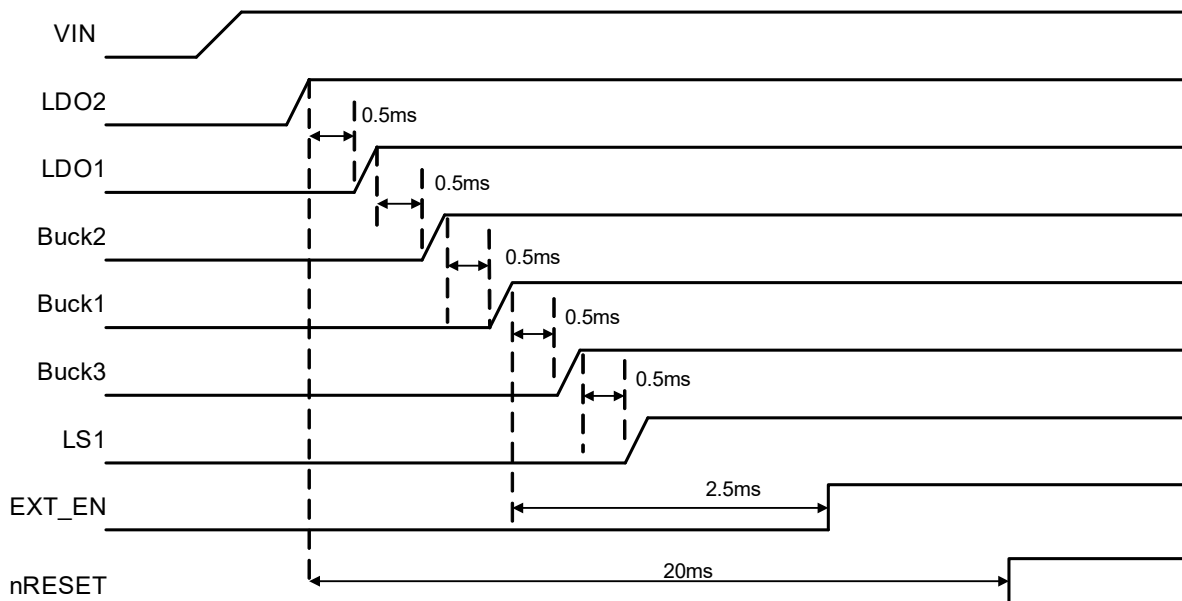 VIN
LDO2
0.5ms
LDO1
0.5ms
Buck2
0.5ms
Buck1
0.5ms
Buck3
0.5ms
LS1
2.5ms
EXT_EN
20ms
nRESET